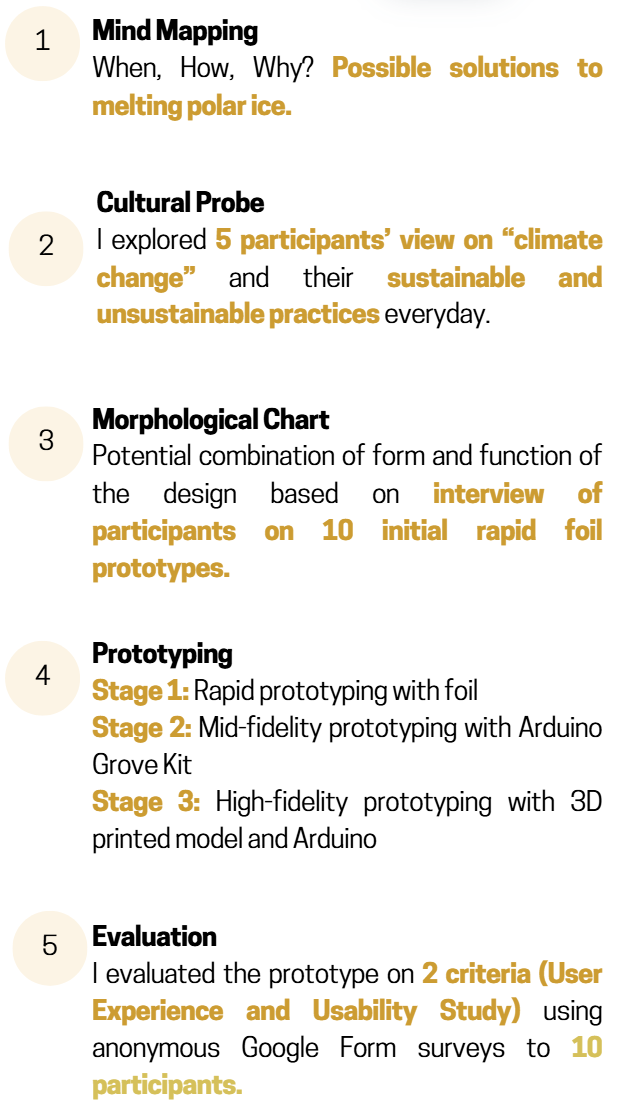 1
Mind Mapping
When, How, Why? Possible solutions to
melting polar ice.
2
Cultural Probe
I explored 5 participants’ view on “climate
change” and their sustainable and
unsustainable practices everyday.
3
Morphological Chart
Potential combination of form and function of
the design based on interview of
participants on 10 initial rapid foil
prototypes.
4
Prototyping
Stage 1: Rapid prototyping with foil
Stage 2: Mid-fidelity prototyping with Arduino
Grove Kit
Stage 3: High-fidelity prototyping with 3D
printed model and Arduino
5
Evaluation
I evaluated the prototype on 2 criteria (User
Experience and Usability Study) using
anonymous Google Form surveys to 10
participants.